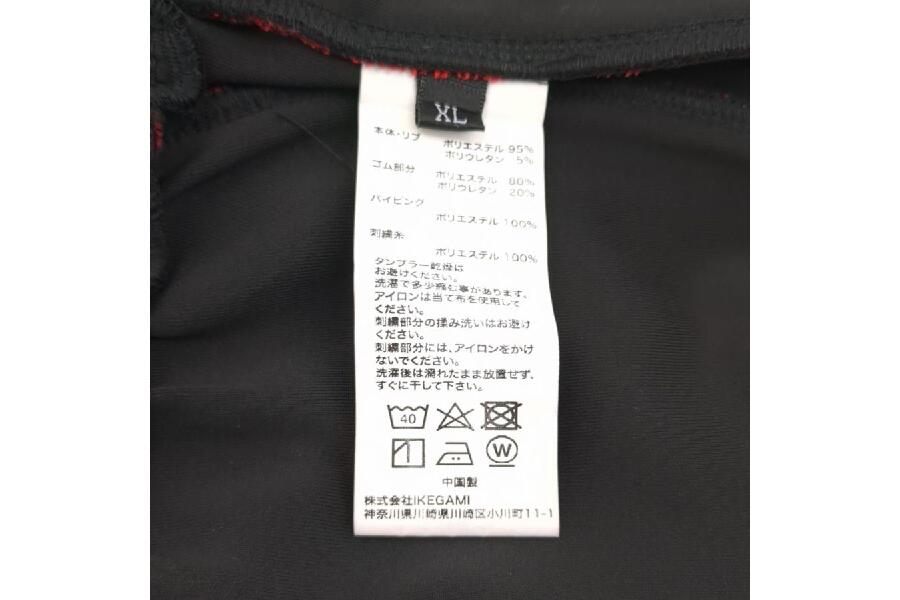 XL
本体・リブ
ポリエステル 95%
ポリウレタン 5%
ゴム部分
ポリエステル 80%
ポリウレタン 20%
パイピング
ポリエステル 100%
刺繍糸
ポリエステル 100%
タンブラー乾燥は
お避けください。
洗濯で多少飛む事があります、
アイロンは当て布を使用して
ください。
刺繍部分の揉み洗いはお避け
ください。
刺繍部分には、アイロンをかけ
ないでください。
洗濯後は濡れたまま放置せず、
すぐに干して下さい。
40
W
中国製
株式会社IKEGAMI
神奈川県川崎県川崎区小川町11-1